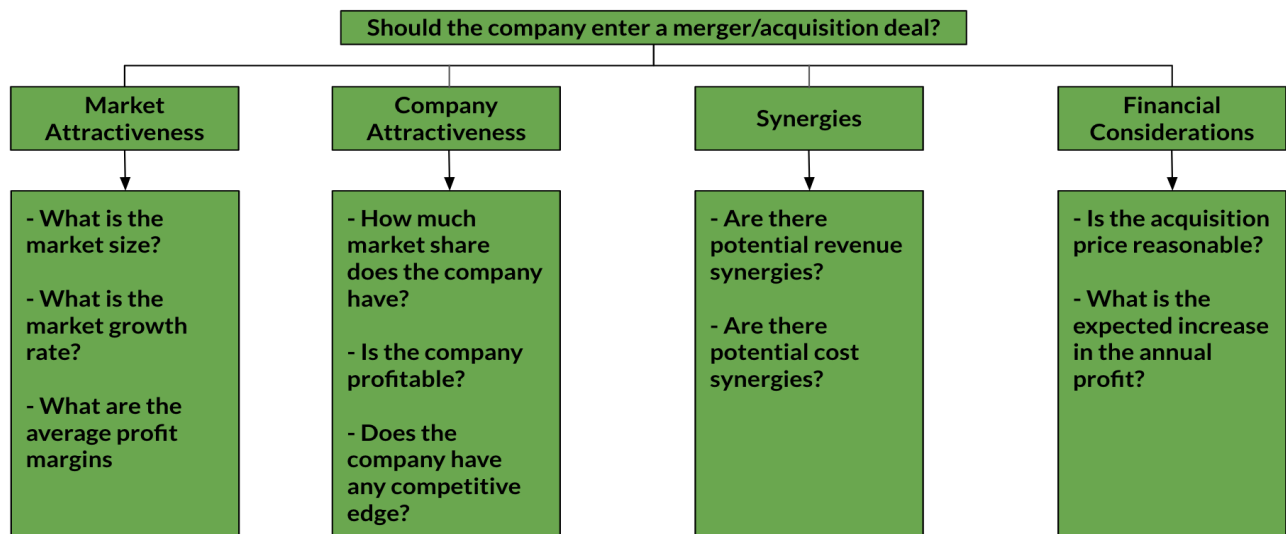 Should the company enter a merger/acquisition deal?
Market
Attractiveness
Company
Attractiveness
Synergies
Financial
Considerations
- What is the
market size?
- What is the
market growth
rate?
- What are the
average profit
margins
- How much
market share
does the company
have?
- Is the company
profitable?
- Does the
company have
any competitive
edge?
- Are there
potential revenue
synergies?
- Are there
potential cost
synergies?
- Is the acquisition
price reasonable?
- What is the
expected increase
in the annual
profit?